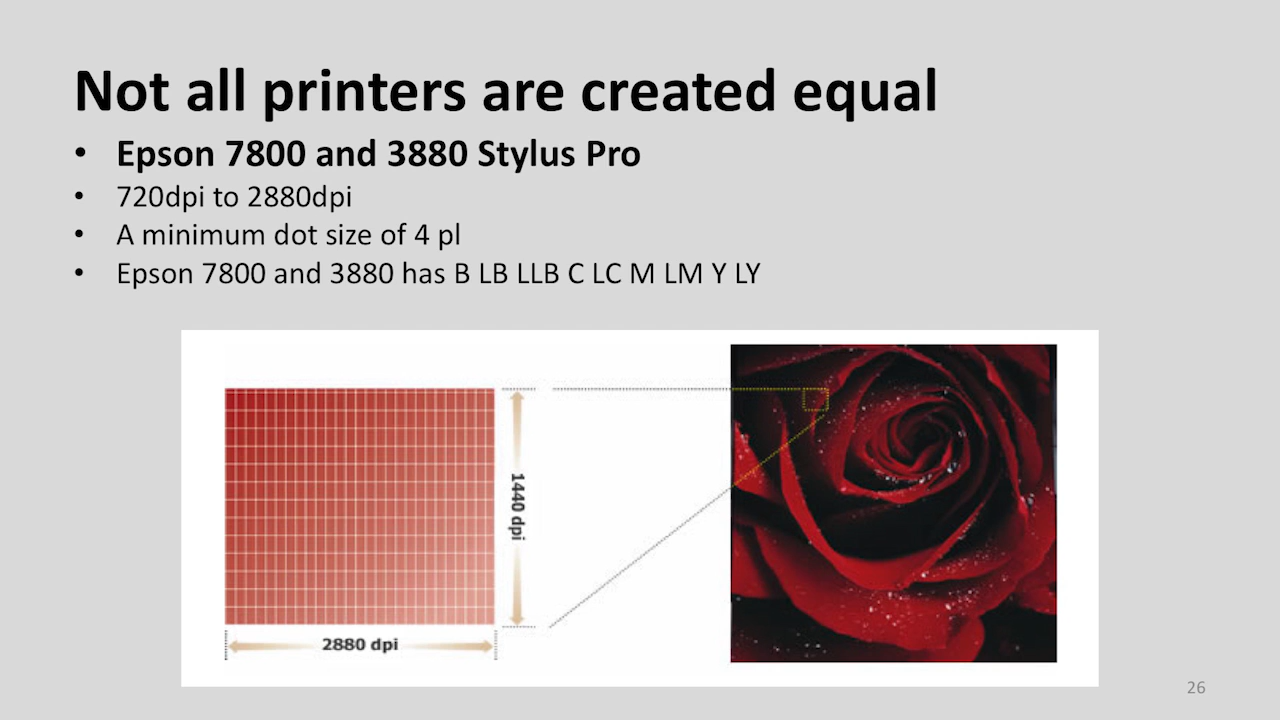 Not all printers are created equal
• Epson 7800 and 3880 Stylus Pro
• 720dpi to 2880dpi
• A minimum dot size of 4 pl
• Epson 7800 and 3880 has B LB LLB C LC M LM Y LY
1440 dpi
2880 dpi
26